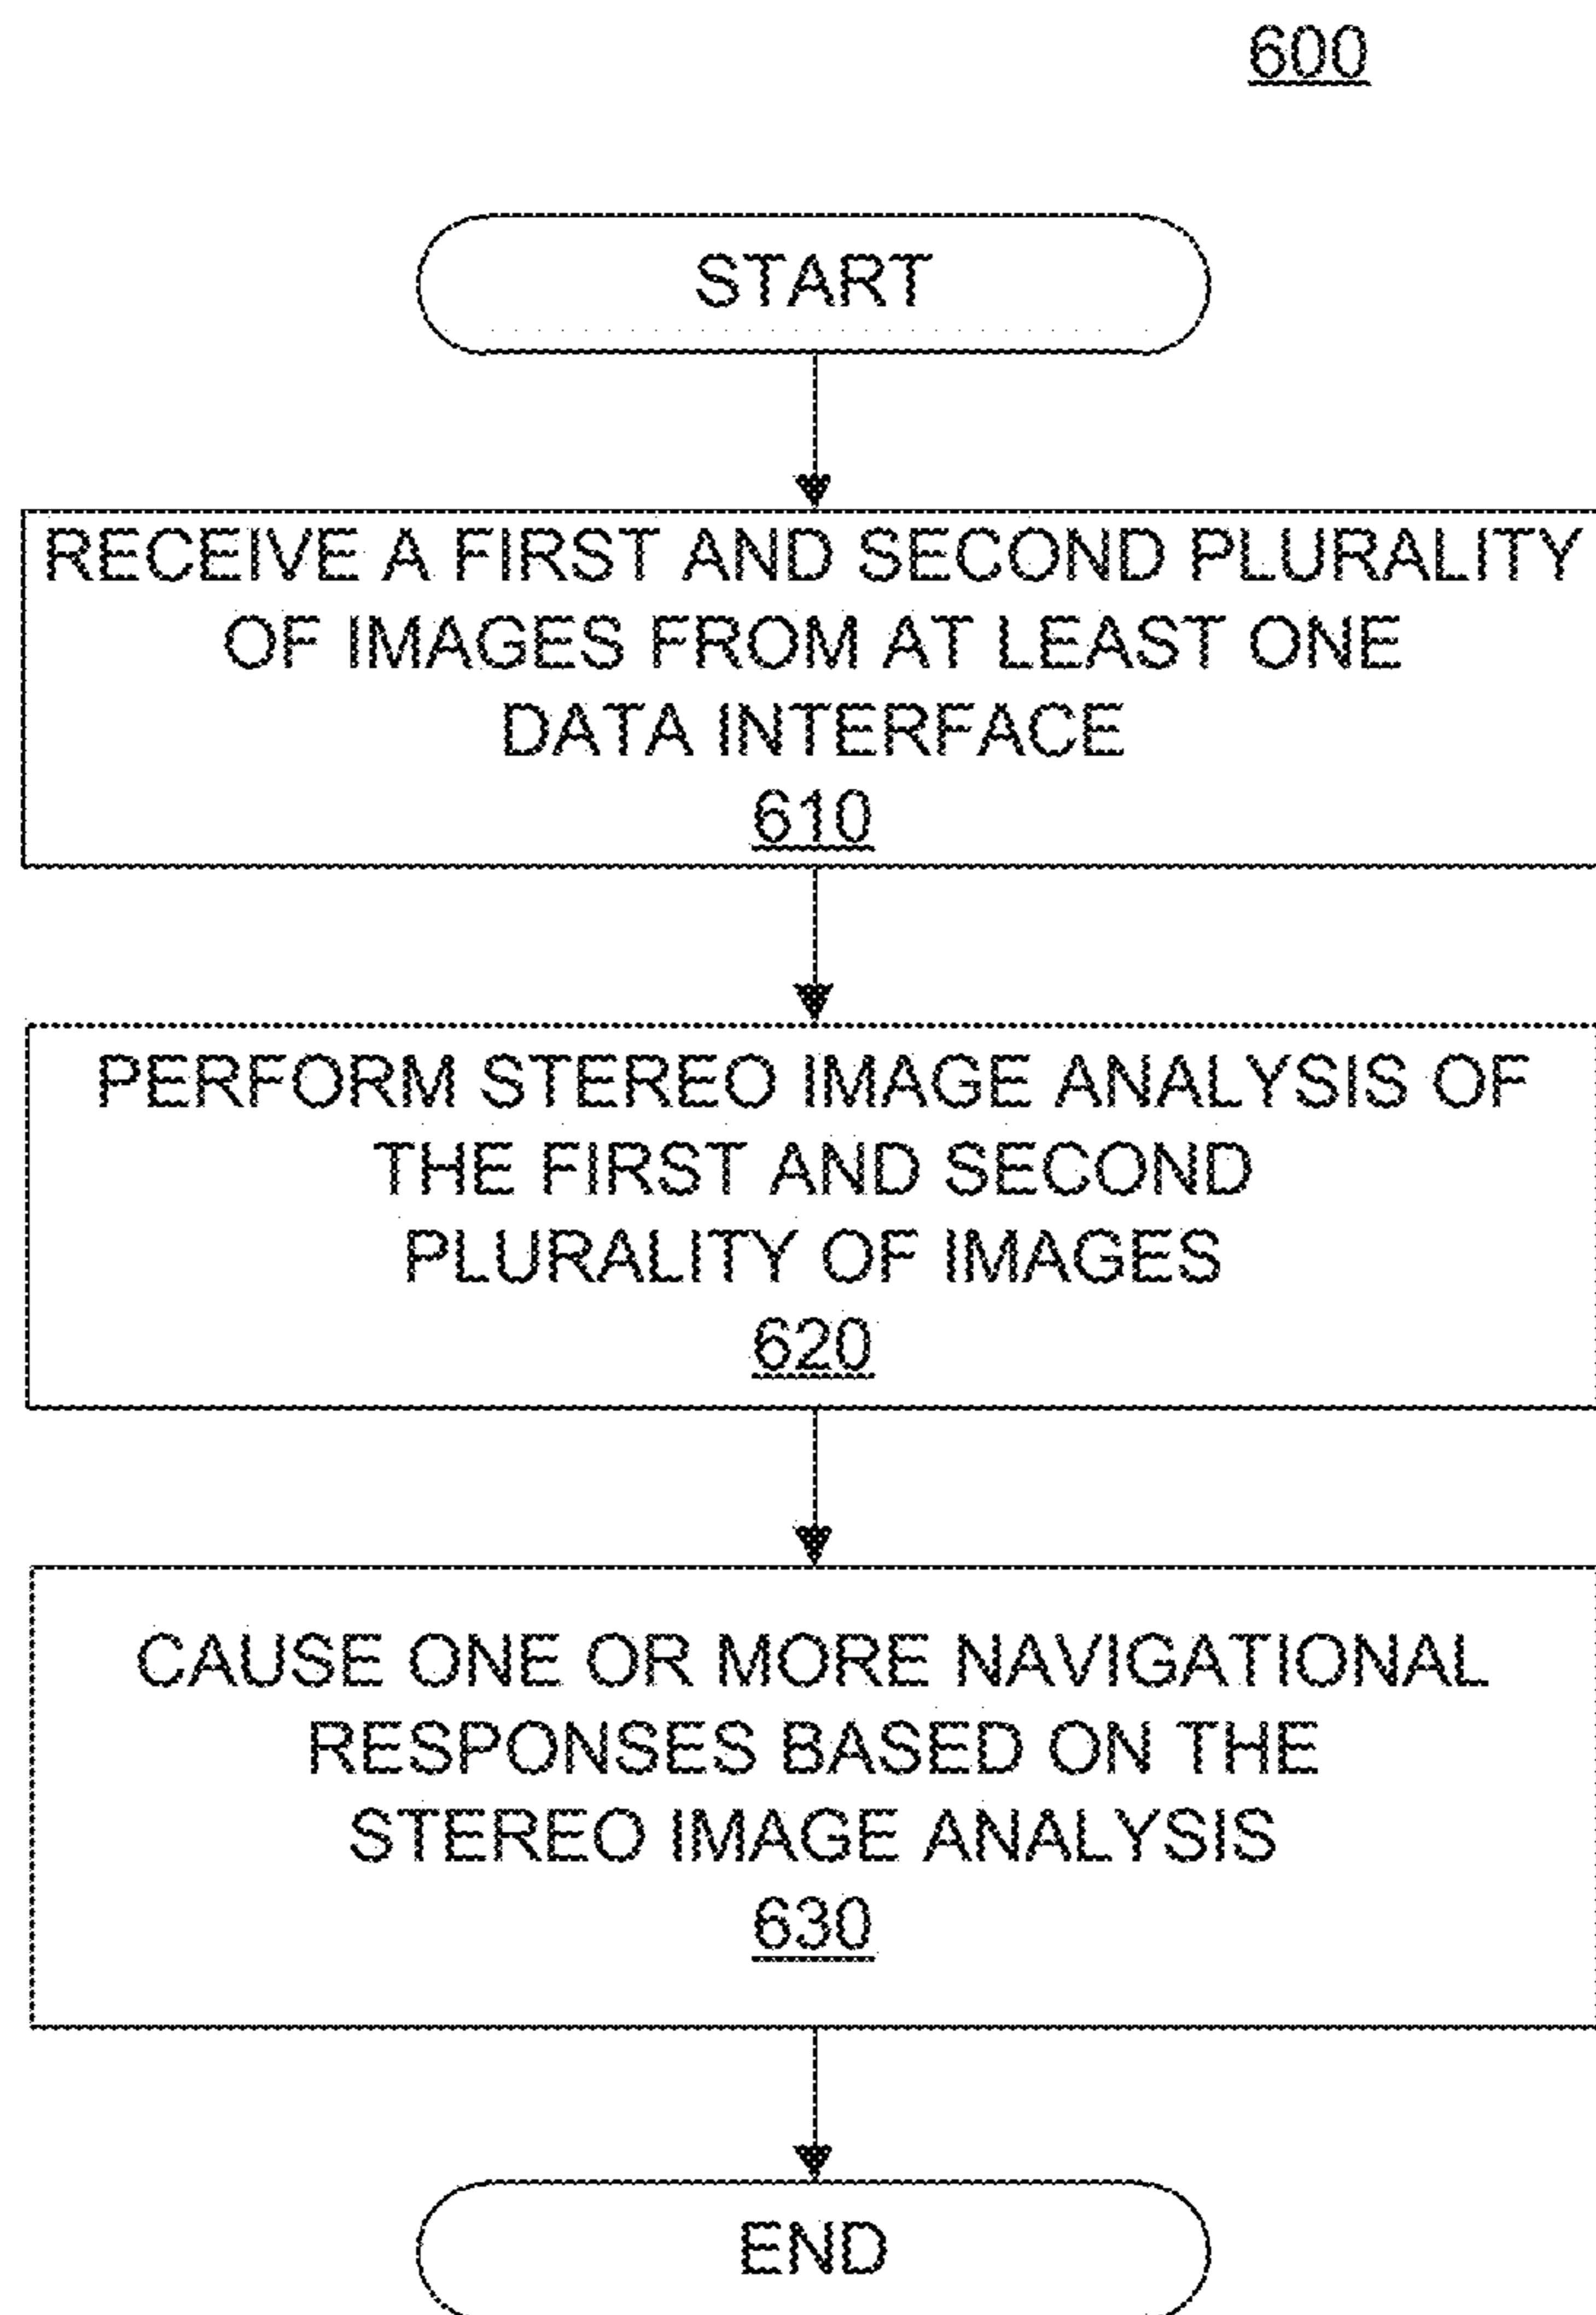 600
START
RECEIVE A FIRST AND SECOND PLURALITY
OF IMAGES FROM AT LEAST ONE
DATA INTERFACE
610
PERFORM STEREO IMAGE ANALYSIS OF
THE FIRST AND SECOND
PLURALITY OF IMAGES
620
CAUSE ONE OR MORE NAVIGATIONAL
RESPONSES BASED ON THE
STEREO IMAGE ANALYSIS
630
END